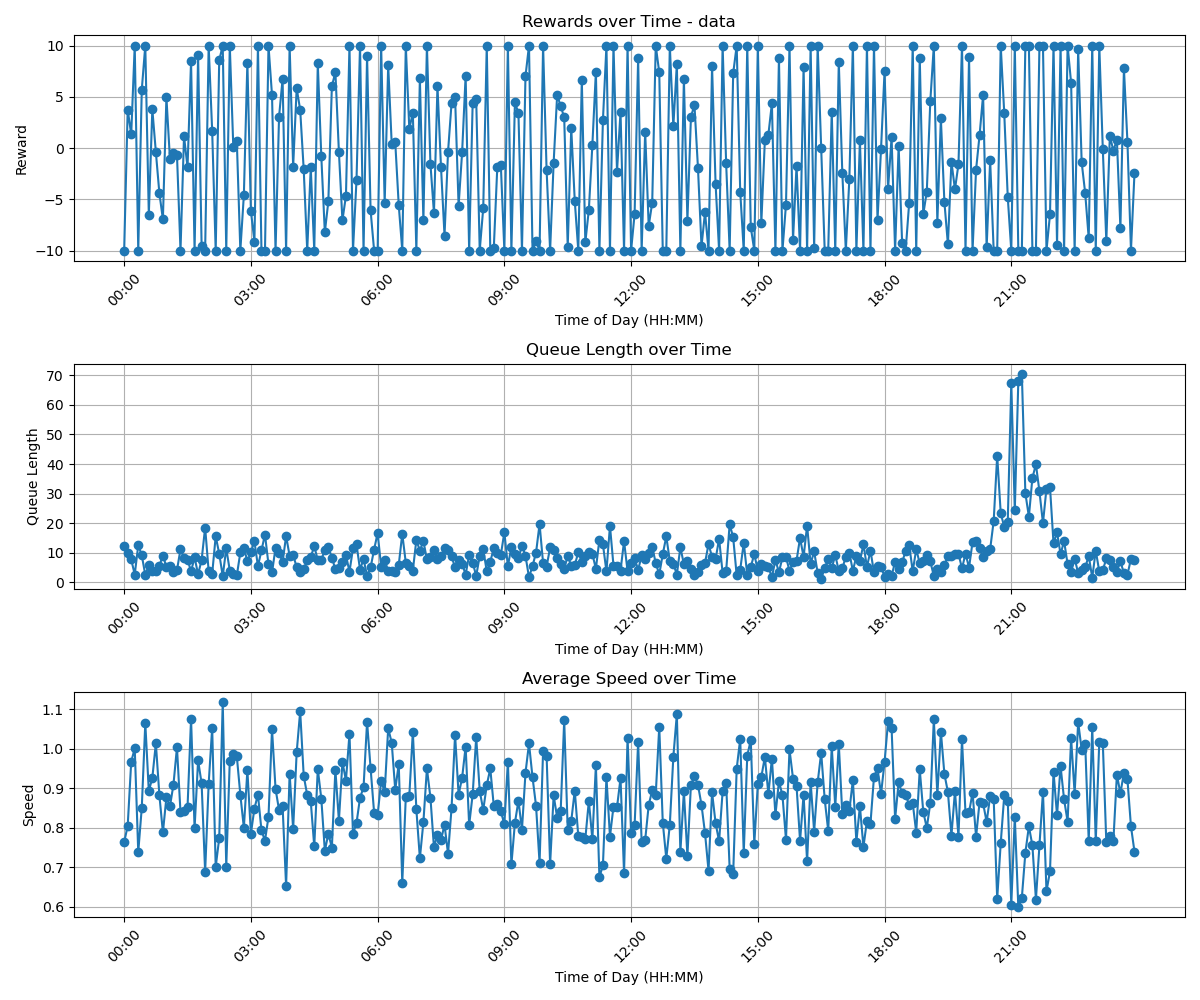 Rewards over Time - data
10
5
0
−5
−10
Reward
00:00 03:00 06:00 09:00 12:00 15:00 18:00 21:00
Time of Day (HH:MM)
Queue Length over Time
70
60
50
40
30
20
10
0
Queue Length
00:00 03:00 06:00 09:00 12:00 15:00 18:00 21:00
Time of Day (HH:MM)
Average Speed over Time
1.1
1.0
0.9
0.8
0.7
0.6
Speed
00:00 03:00 06:00 09:00 12:00 15:00 18:00 21:00
Time of Day (HH:MM)